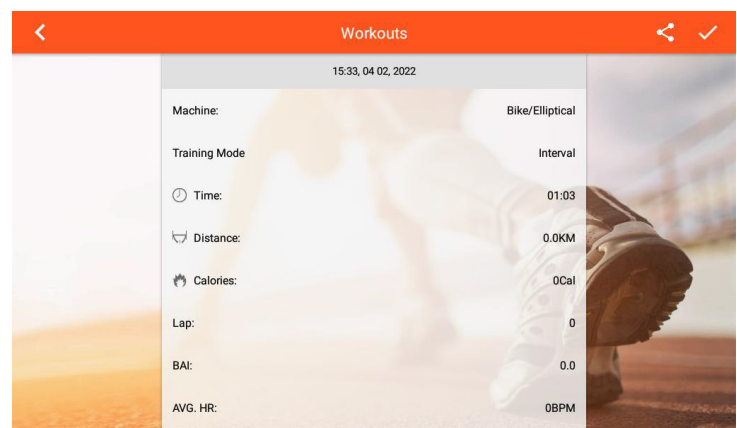 Workouts
15:33, 04 02, 2022
Machine: Bike/Elliptical
Training Mode Interval
Time: 01:03
Distance: 0.0KM
Calories: 0Cal
Lap: 0
BAI: 0.0
AVG. HR: 0BPM